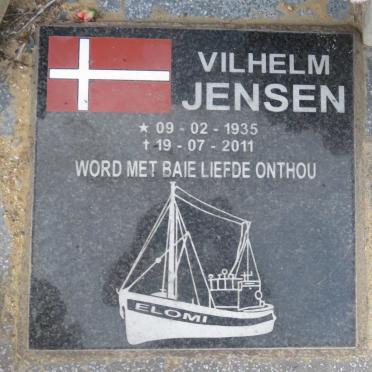 VILHELM
JENSEN
★ 09 - 02 - 1935
† 19 - 07 - 2011
WORD MET BAIE LIEFDE ONTHOU
ELOMI